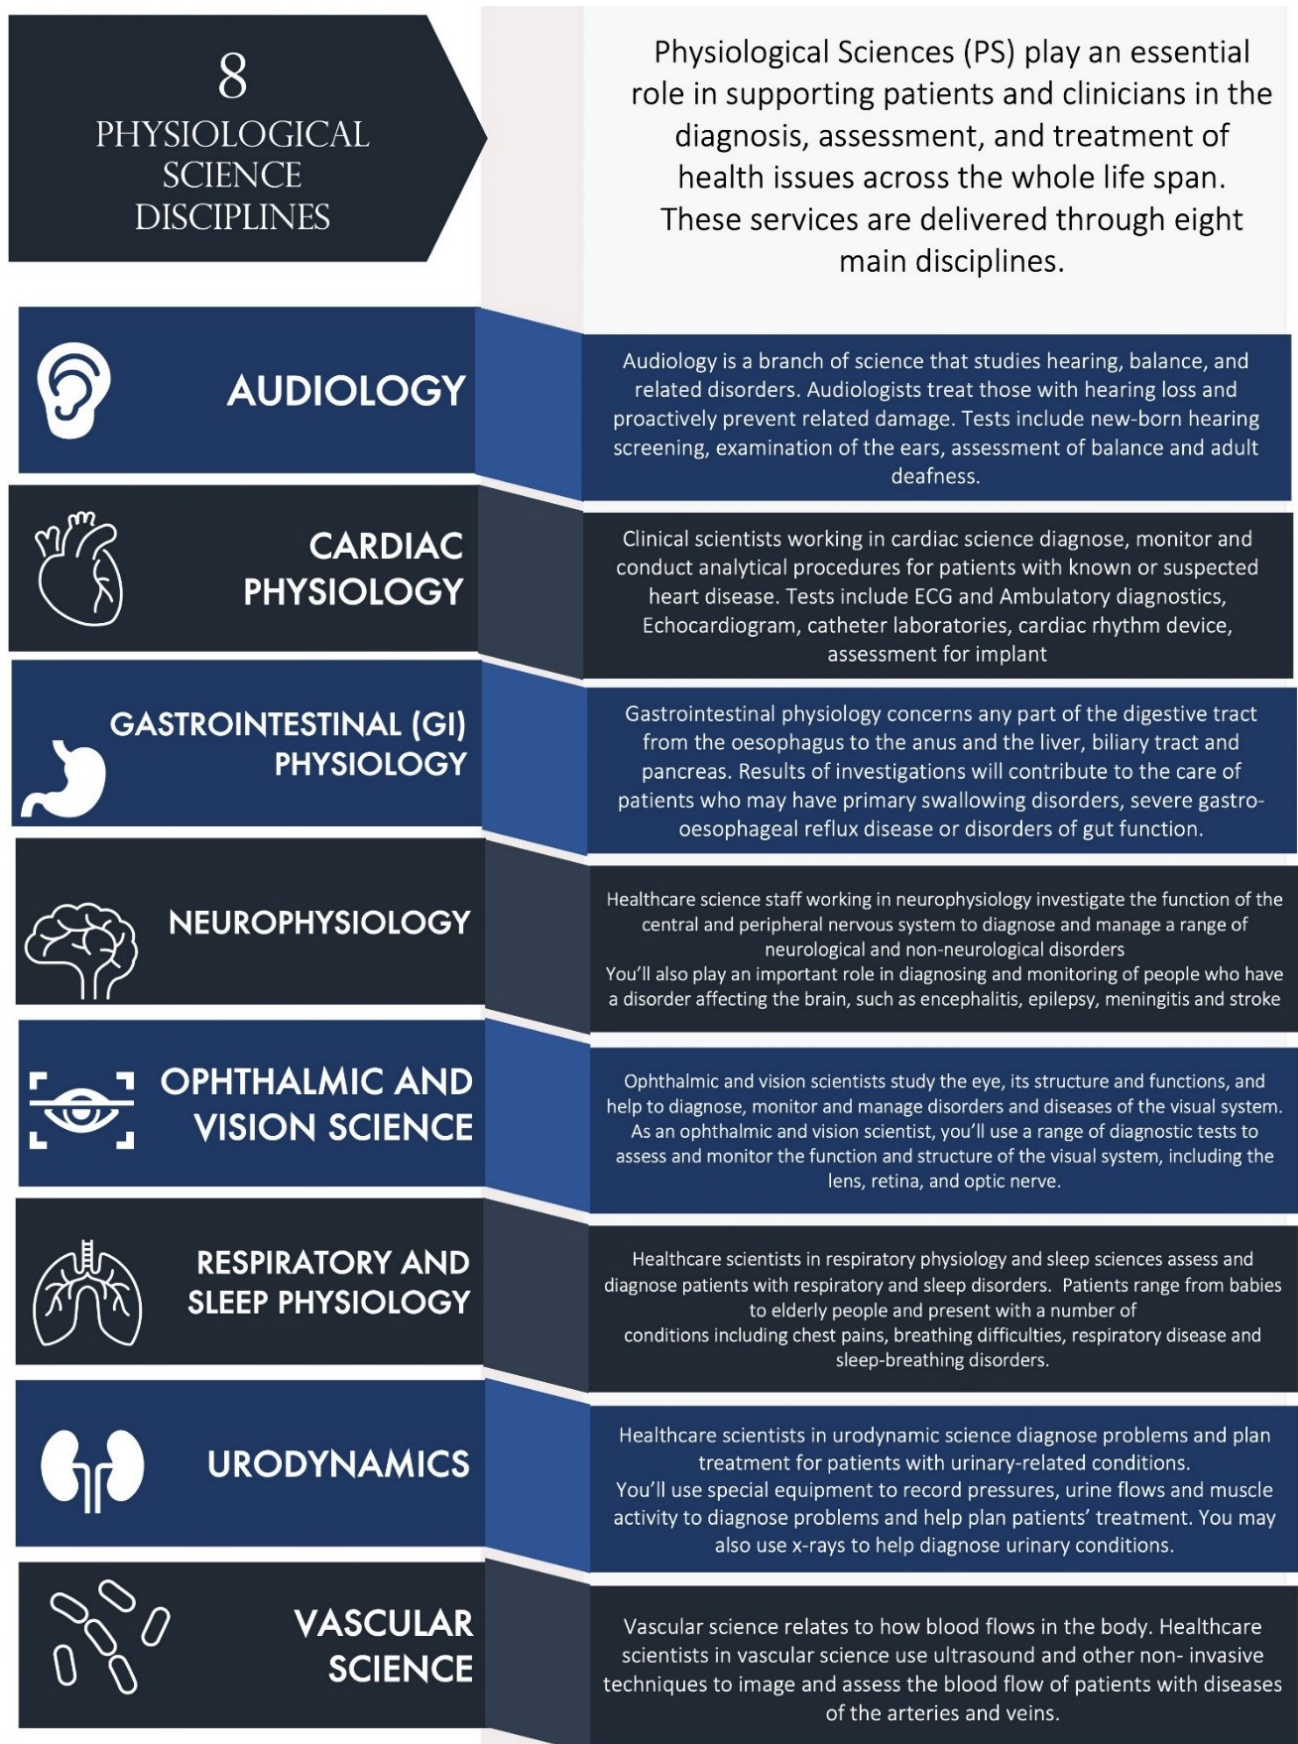 8
PHYSIOLOGICAL
SCIENCE
DISCIPLINES
Physiological Sciences (PS) play an essential
role in supporting patients and clinicians in the
diagnosis, assessment, and treatment of
health issues across the whole life span.
These services are delivered through eight
main disciplines.
AUDIOLOGY
Audiology is a branch of science that studies hearing, balance, and
related disorders. Audiologists treat those with hearing loss and
proactively prevent related damage. Tests include new-born hearing
screening, examination of the ears, assessment of balance and adult
deafness.
CARDIAC
PHYSIOLOGY
Clinical scientists working in cardiac science diagnose, monitor and
conduct analytical procedures for patients with known or suspected
heart disease. Tests include ECG and Ambulatory diagnostics,
Echocardiogram, catheter laboratories, cardiac rhythm device,
assessment for implant
GASTROINTESTINAL (GI)
PHYSIOLOGY
Gastrointestinal physiology concerns any part of the digestive tract
from the oesophagus to the anus and the liver, biliary tract and
pancreas. Results of investigations will contribute to the care of
patients who may have primary swallowing disorders, severe gastro-
oesophageal reflux disease or disorders of gut function.
NEUROPHYSIOLOGY
Healthcare science staff working in neurophysiology investigate the function of the
central and peripheral nervous system to diagnose and manage a range of
neurological and non-neurological disorders
You'll also play an important role in diagnosing and monitoring of people who have
a disorder affecting the brain, such as encephalitis, epilepsy, meningitis and stroke
OPHTHALMIC AND
VISION SCIENCE
Ophthalmic and vision scientists study the eye, its structure and functions, and
help to diagnose, monitor and manage disorders and diseases of the visual system.
As an ophthalmic and vision scientist, you'll use a range of diagnostic tests to
assess and monitor the function and structure of the visual system, including the
lens, retina, and optic nerve.
RESPIRATORY AND
SLEEP PHYSIOLOGY
Healthcare scientists in respiratory physiology and sleep sciences assess and
diagnose patients with respiratory and sleep disorders. Patients range from babies
to elderly people and present with a number of
conditions including chest pains, breathing difficulties, respiratory disease and
sleep-breathing disorders.
URODYNAMICS
Healthcare scientists in urodynamic science diagnose problems and plan
treatment for patients with urinary-related conditions.
You'll use special equipment to record pressures, urine flows and muscle
activity to diagnose problems and help plan patients' treatment. You may
also use x-rays to help diagnose urinary conditions.
VASCULAR
SCIENCE
Vascular science relates to how blood flows in the body. Healthcare
scientists in vascular science use ultrasound and other non- invasive
techniques to image and assess the blood flow of patients with diseases
of the arteries and veins.